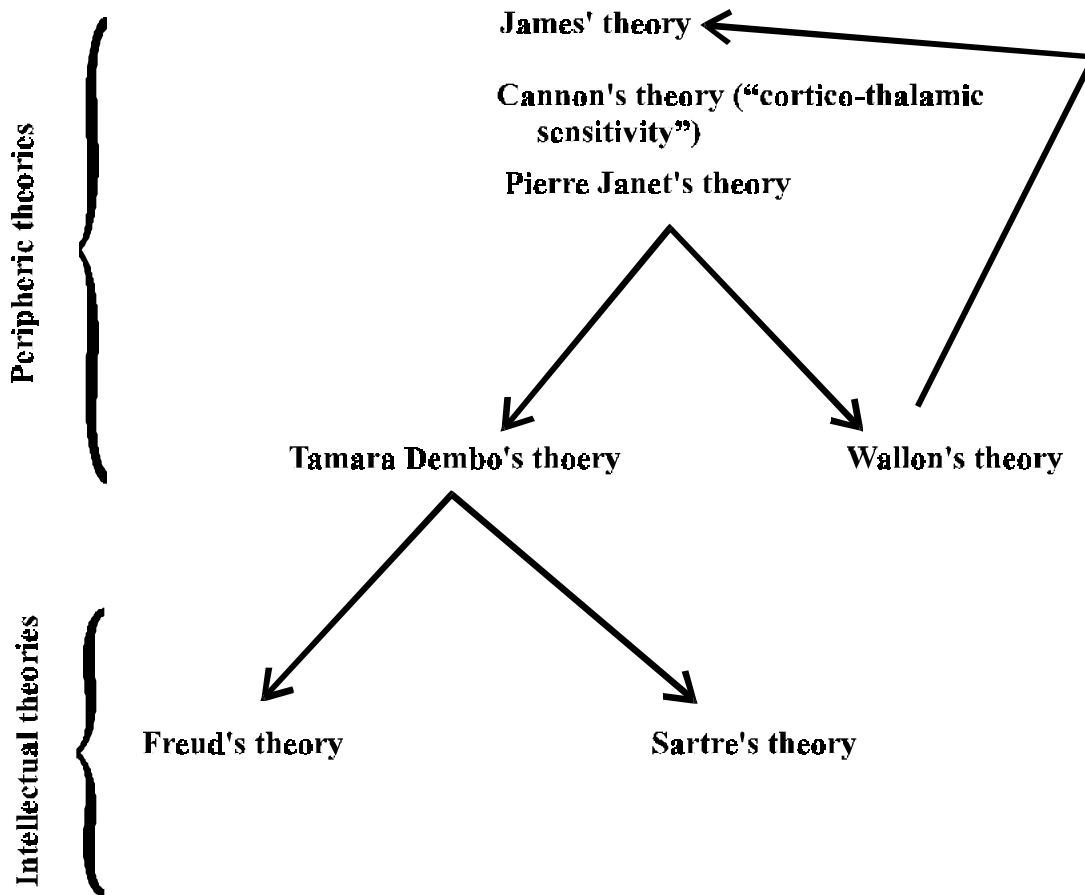 Peripheric theories
James' theory
Cannon's theory (“cortico-thalamic
sensitivity”)
Pierre Janet's theory
Tamara Dembo's thoery
Wallon's theory
Intellectual theories
Freud's theory
Sartre's theory